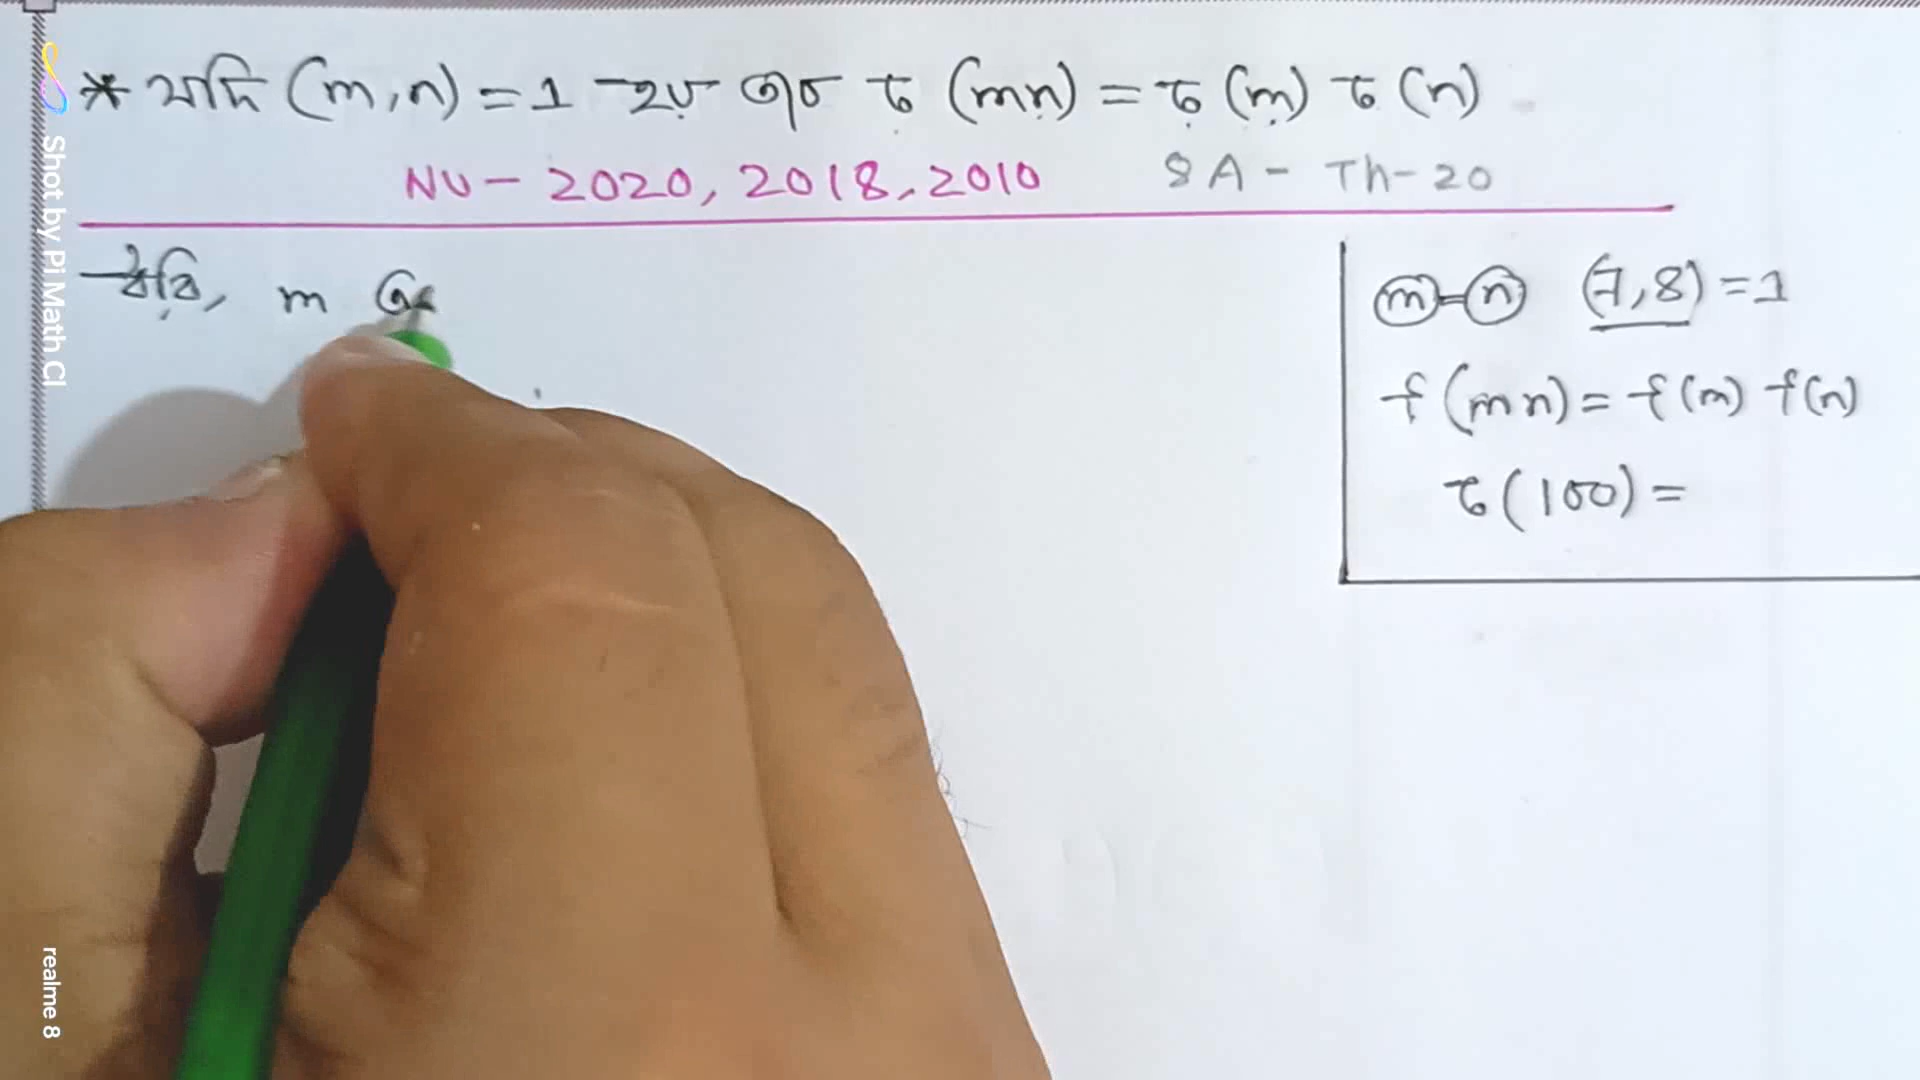 * যদি (m,n) = 1 হয় তবে τ (mn) = τ (m) τ (n)
NU - 2020, 2018, 2010 SA - Th-20
ধরি, m
(m)-(n) (7,8) = 1
f (mn) = f (m) f (n)
τ (100) =
Shot by Pi Math Cl
realme 8